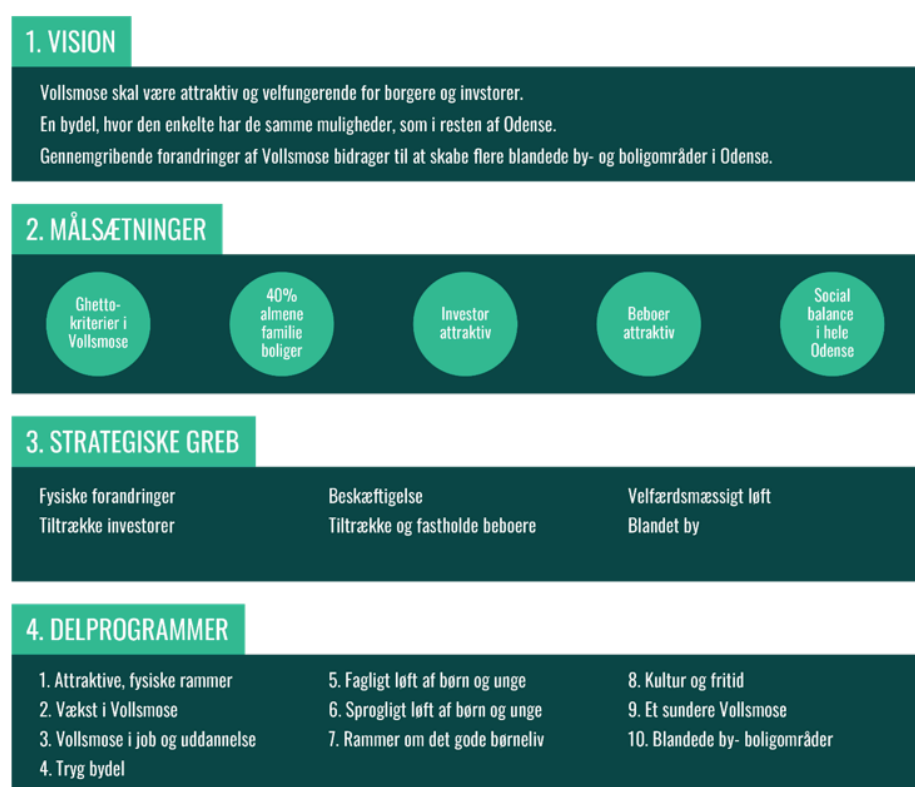 1. VISION
Vollsmose skal være attraktiv og velfungerende for borgere og invstorer.
En bydel, hvor den enkelte har de samme muligheder, som i resten af Odense.
Gennemgribende forandringer af Vollsmose bidrager til at skabe flere blandede by- og boligområder i Odense.
2. MÅLSÆTNINGER
Ghetto-
kriterier i
Vollsmose
40%
almene
familie
boliger
Investor
attraktiv
Beboer
attraktiv
Social
balance
i hele
Odense
3. STRATEGISKE GREB
Fysiske forandringer
Tiltrække investorer
Beskæftigelse
Tiltrække og fastholde beboere
Velfærdsmæssigt løft
Blandet by
4. DELPROGRAMMER
1. Attraktive, fysiske rammer
2. Vækst i Vollsmose
3. Vollsmose i job og uddannelse
4. Tryg bydel
5. Fagligt løft af børn og unge
6. Sprogligt løft af børn og unge
7. Rammer om det gode børneliv
8. Kultur og fritid
9. Et sundere Vollsmose
10. Blandede by- boligområder